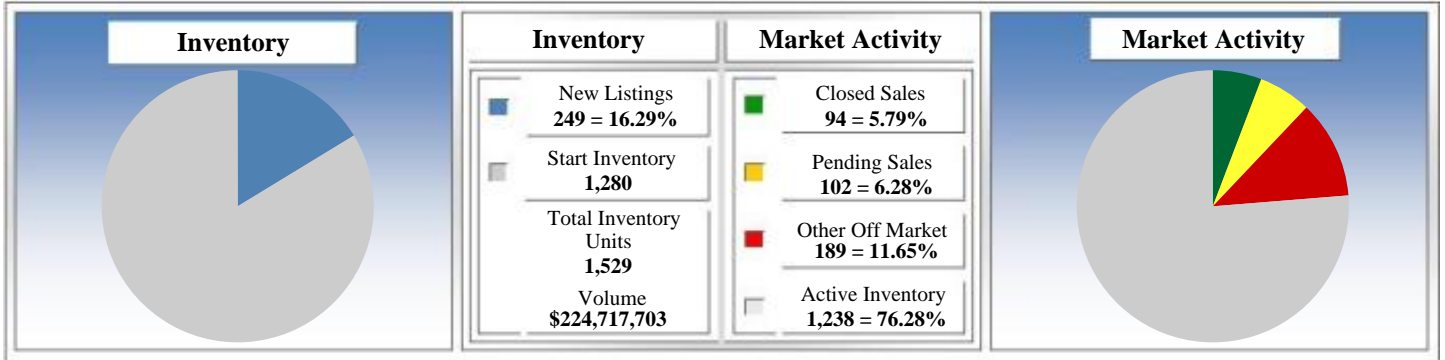 Inventory
Inventory
New Listings
249 = 16.29%
Start Inventory
1,280
Total Inventory
Units
1,529
Volume
$224,717,703
Market Activity
Closed Sales
94 = 5.79%
Pending Sales
102 = 6.28%
Other Off Market
189 = 11.65%
Active Inventory
1,238 = 76.28%
Market Activity